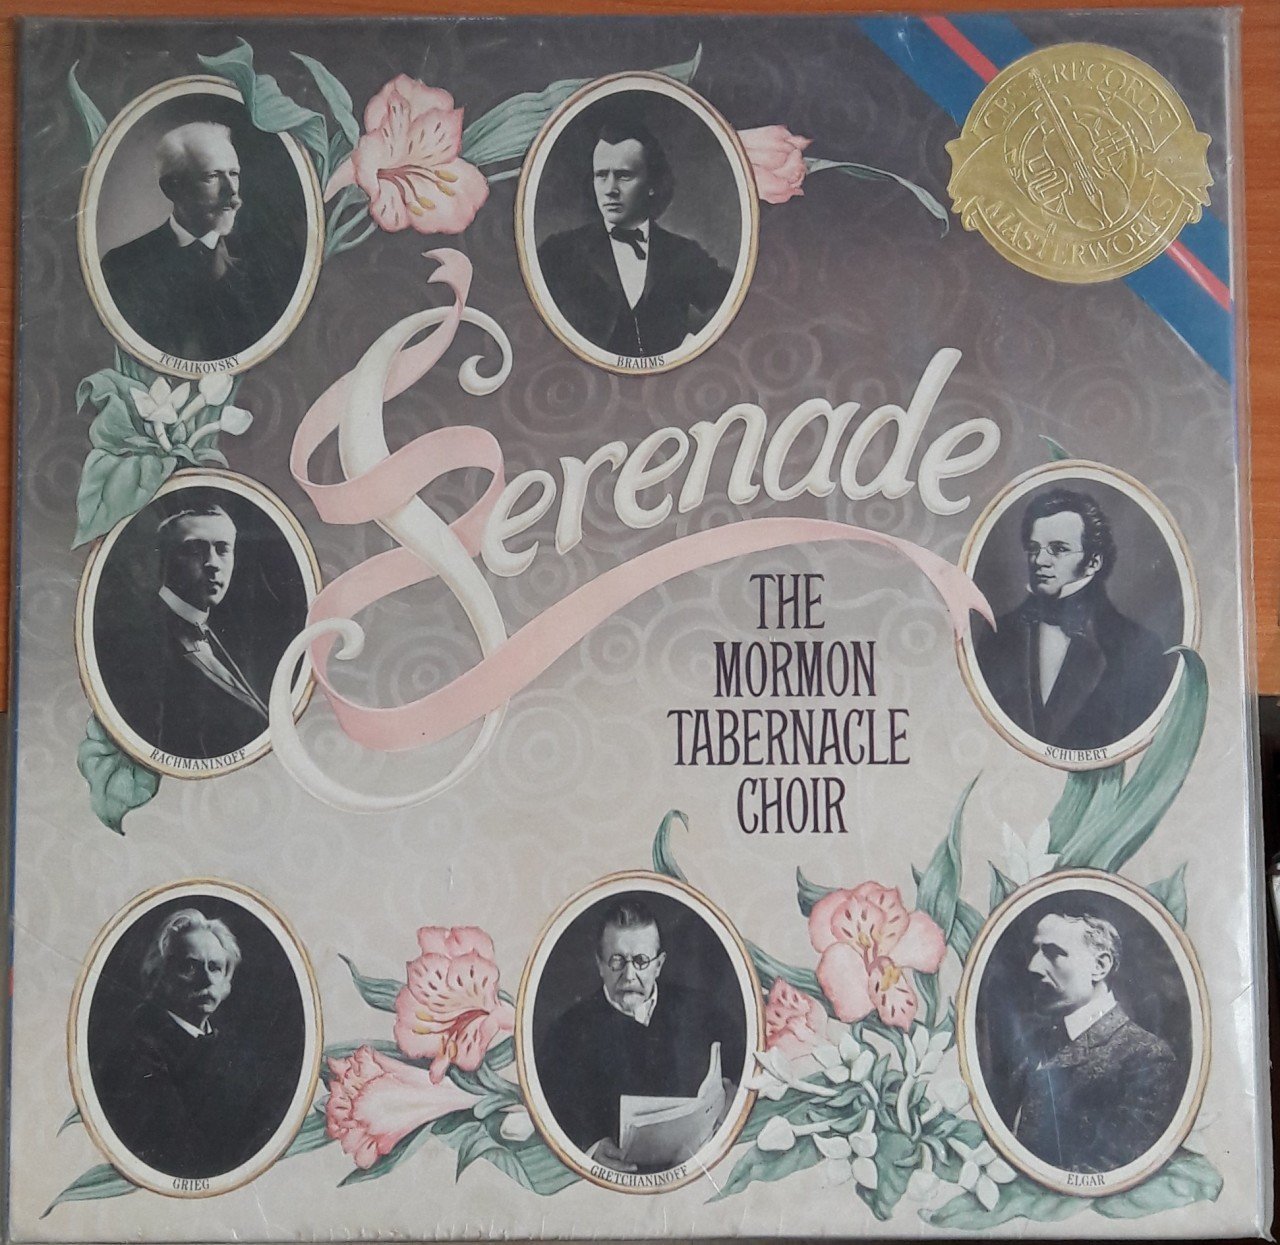 CBS RECORDS
MASTERWORKS
TCHAIKOVSKY
BRAHMS
Serenade
THE
MORMON
TABERNACLE
CHOIR
RACHMANINOFF
SCHUBERT
GRIEG
GRETCHANINOFF
ELGAR